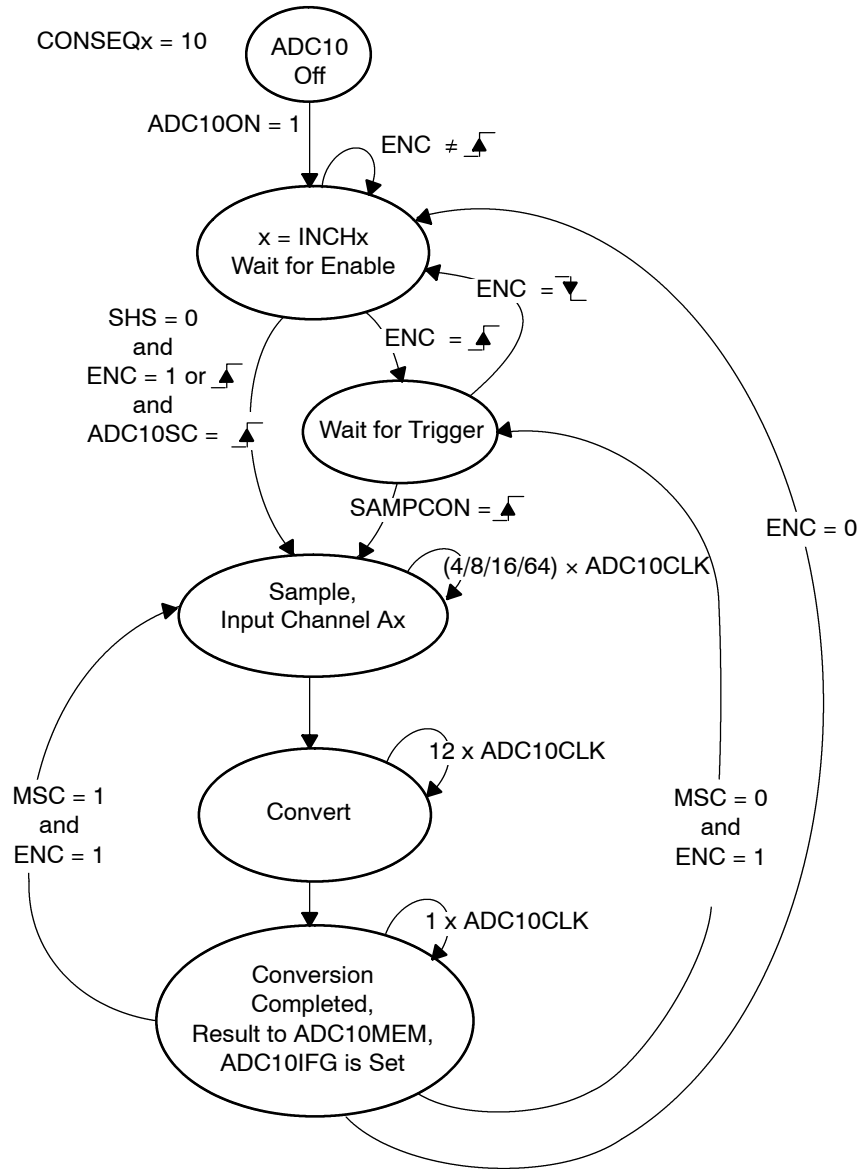 CONSEQx = 10
ADC10
Off
ADC10ON = 1
ENC ≠
x = INCHx
Wait for Enable
ENC =
SHS = 0
and
ENC = 1 or
and
ADC10SC =
ENC =
Wait for Trigger
SAMPCON =
ENC = 0
(4/8/16/64) × ADC10CLK
Sample,
Input Channel Ax
12 x ADC10CLK
Convert
MSC = 1
and
ENC = 1
MSC = 0
and
ENC = 1
1 x ADC10CLK
Conversion
Completed,
Result to ADC10MEM,
ADC10IFG is Set